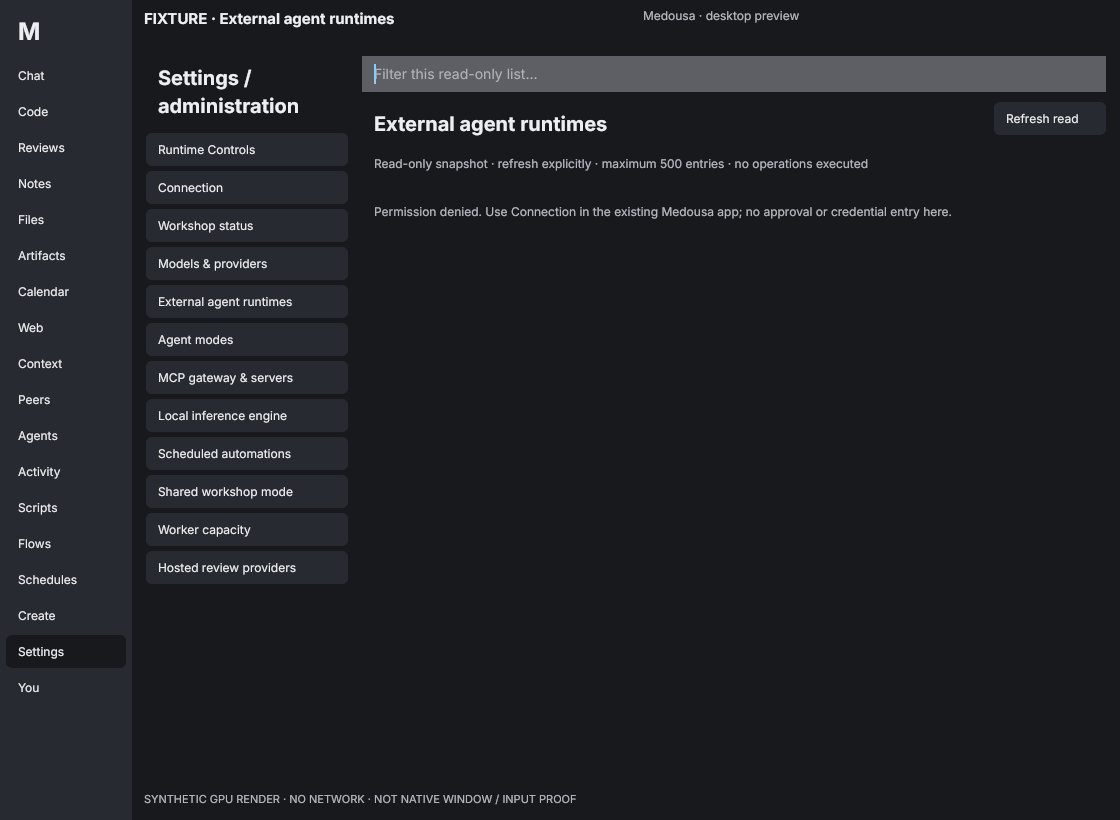 M
Chat
Code
Reviews
Notes
Files
Artifacts
Calendar
Web
Context
Peers
Agents
Activity
Scripts
Flows
Schedules
Create
Settings
You
FIXTURE · External agent runtimes
Medousa · desktop preview
Settings /
administration
Runtime Controls
Connection
Workshop status
Models & providers
External agent runtimes
Agent modes
MCP gateway & servers
Local inference engine
Scheduled automations
Shared workshop mode
Worker capacity
Hosted review providers
Filter this read-only list...
External agent runtimes
Refresh read
Read-only snapshot · refresh explicitly · maximum 500 entries · no operations executed
Permission denied. Use Connection in the existing Medousa app; no approval or credential entry here.
SYNTHETIC GPU RENDER · NO NETWORK · NOT NATIVE WINDOW / INPUT PROOF